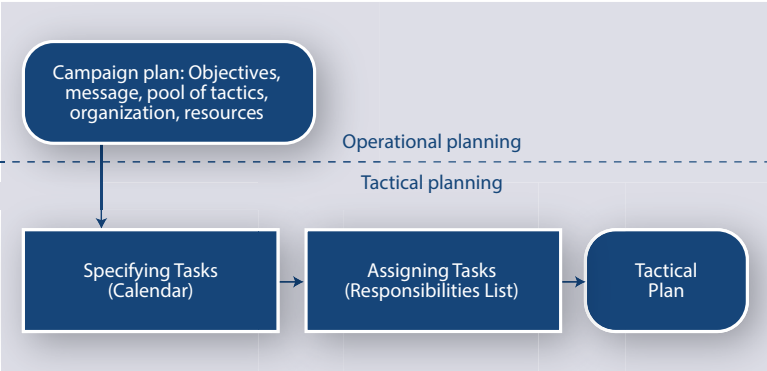 Campaign plan: Objectives,
message, pool of tactics,
organization, resources
Operational planning
Tactical planning
Specifying Tasks
(Calendar)
Assigning Tasks
(Responsibilities List)
Tactical
Plan